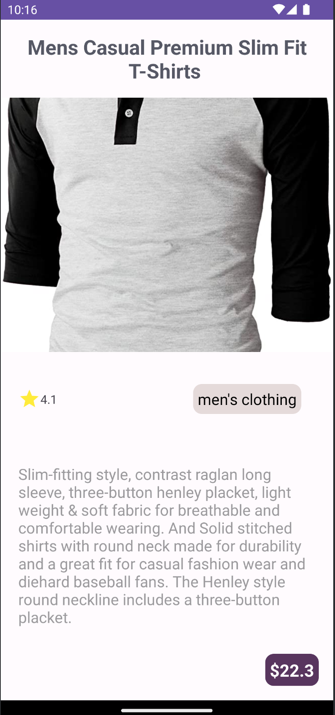 10:16
Mens Casual Premium Slim Fit
T-Shirts
4.1
men's clothing
Slim-fitting style, contrast raglan long
sleeve, three-button henley placket, light
weight & soft fabric for breathable and
comfortable wearing. And Solid stitched
shirts with round neck made for durability
and a great fit for casual fashion wear and
diehard baseball fans. The Henley style
round neckline includes a three-button
placket.
$22.3